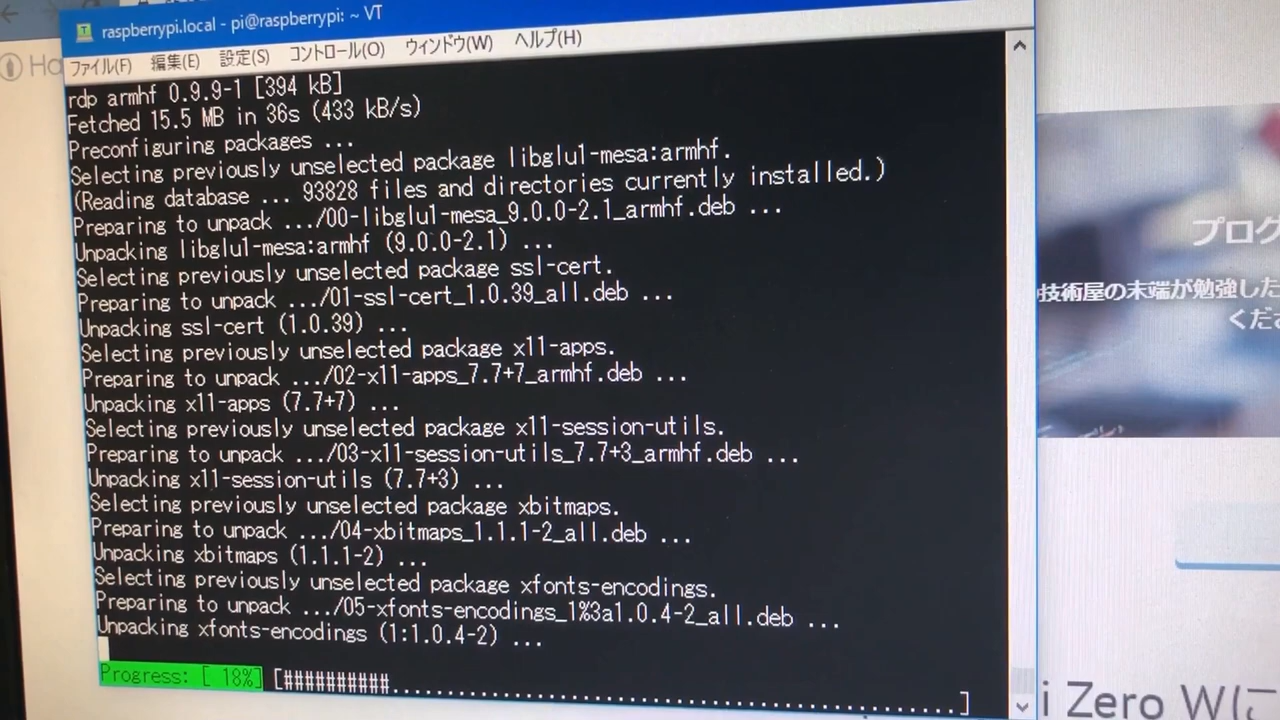 raspberrypi.local - pi@raspberrypi: ~ VT
ファイル(F) 編集(E) 設定(S) コントロール(O) ウィンドウ(W) ヘルプ(H)
rdp armhf 0.9.9-1 [394 kB]
Fetched 15.5 MB in 36s (433 kB/s)
Preconfiguring packages ...
Selecting previously unselected package libglu1-mesa:armhf.
(Reading database ... 93828 files and directories currently installed.)
Preparing to unpack .../00-libglu1-mesa_9.0.0-2.1_armhf.deb ...
Unpacking libglu1-mesa:armhf (9.0.0-2.1) ...
Selecting previously unselected package ssl-cert.
Preparing to unpack .../01-ssl-cert_1.0.39_all.deb ...
Unpacking ssl-cert (1.0.39) ...
Selecting previously unselected package x11-apps.
Preparing to unpack .../02-x11-apps_7.7+7_armhf.deb ...
Unpacking x11-apps (7.7+7) ...
Selecting previously unselected package x11-session-utils.
Preparing to unpack .../03-x11-session-utils_7.7+3_armhf.deb ...
Unpacking x11-session-utils (7.7+3) ...
Selecting previously unselected package xbitmaps.
Preparing to unpack .../04-xbitmaps_1.1.1-2_all.deb ...
Unpacking xbitmaps (1.1.1-2) ...
Selecting previously unselected package xfonts-encodings.
Preparing to unpack .../05-xfonts-encodings_1%3a1.0.4-2_all.deb ...
Unpacking xfonts-encodings (1:1.0.4-2) ...
Progress: [ 18%] [##########......................................................]
Ho
プログ
技術屋の末端が勉強した
くださ
i Zero Wに